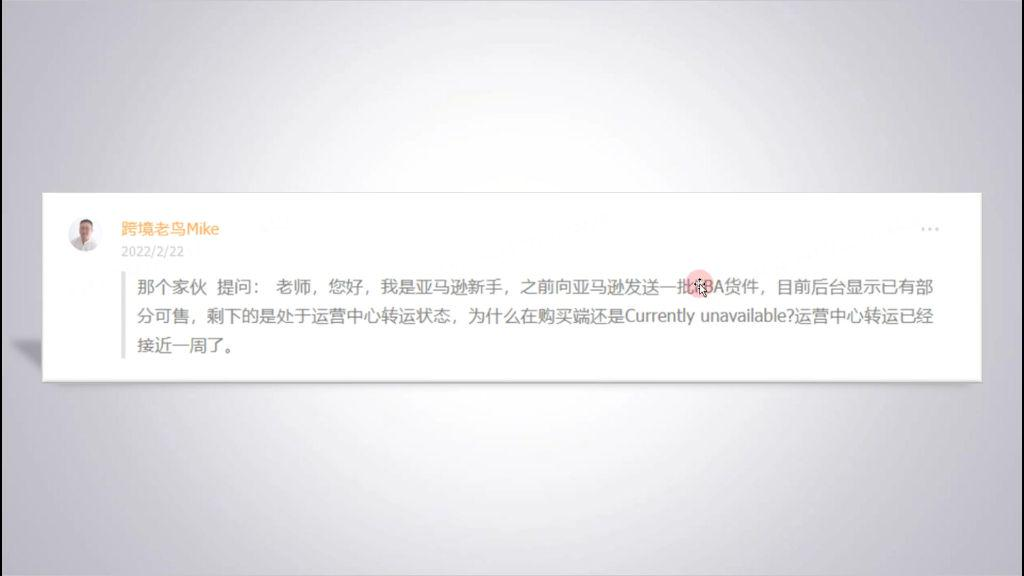 跨境老鸟Mike
2022/2/22
那个家伙 提问： 老师，您好，我是亚马逊新手，之前向亚马逊发送一批FBA货件，目前后台显示已有部
分可售，剩下的是处于运营中心转运状态，为什么在购买端还是Currently unavailable?运营中心转运已经
接近一周了。